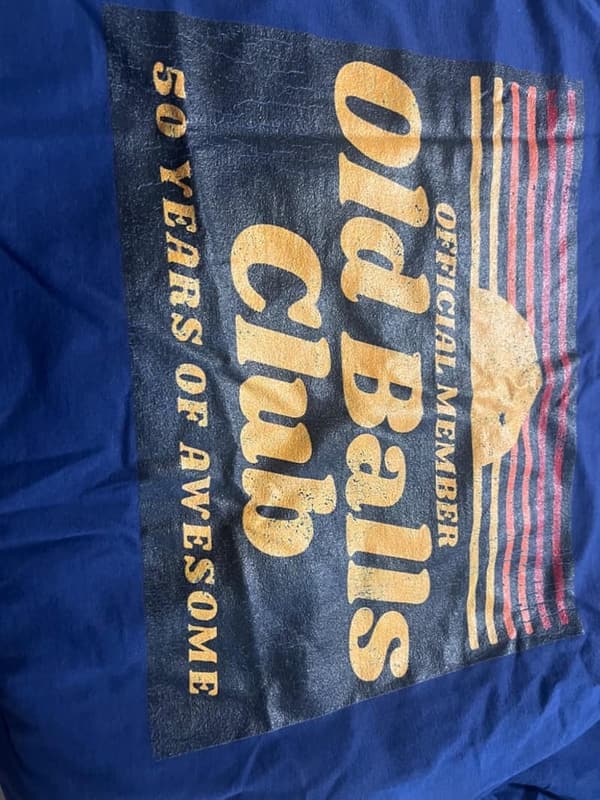 OFFICIAL MEMBER
Old Balls
Club
50 YEARS OF AWESOME